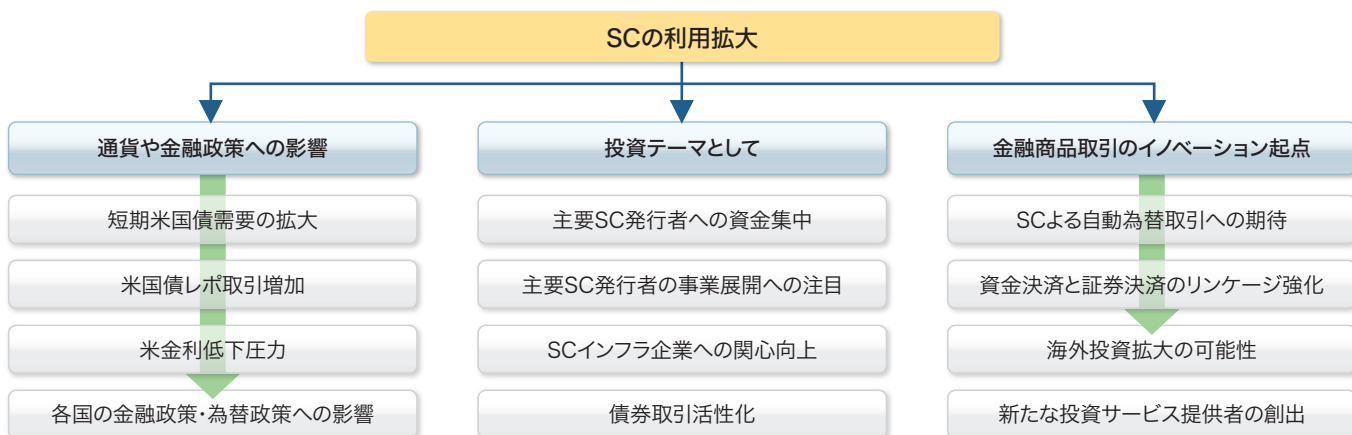 SCの利用拡大
通貨や金融政策への影響
短期米国債需要の拡大
米国債レポ取引増加
米金利低下圧力
各国の金融政策・為替政策への影響
投資テーマとして
主要SC発行者への資金集中
主要SC発行者の事業展開への注目
SCインフラ企業への関心向上
債券取引活性化
金融商品取引のイノベーション起点
SCよる自動為替取引への期待
資金決済と証券決済のリンケージ強化
海外投資拡大の可能性
新たな投資サービス提供者の創出